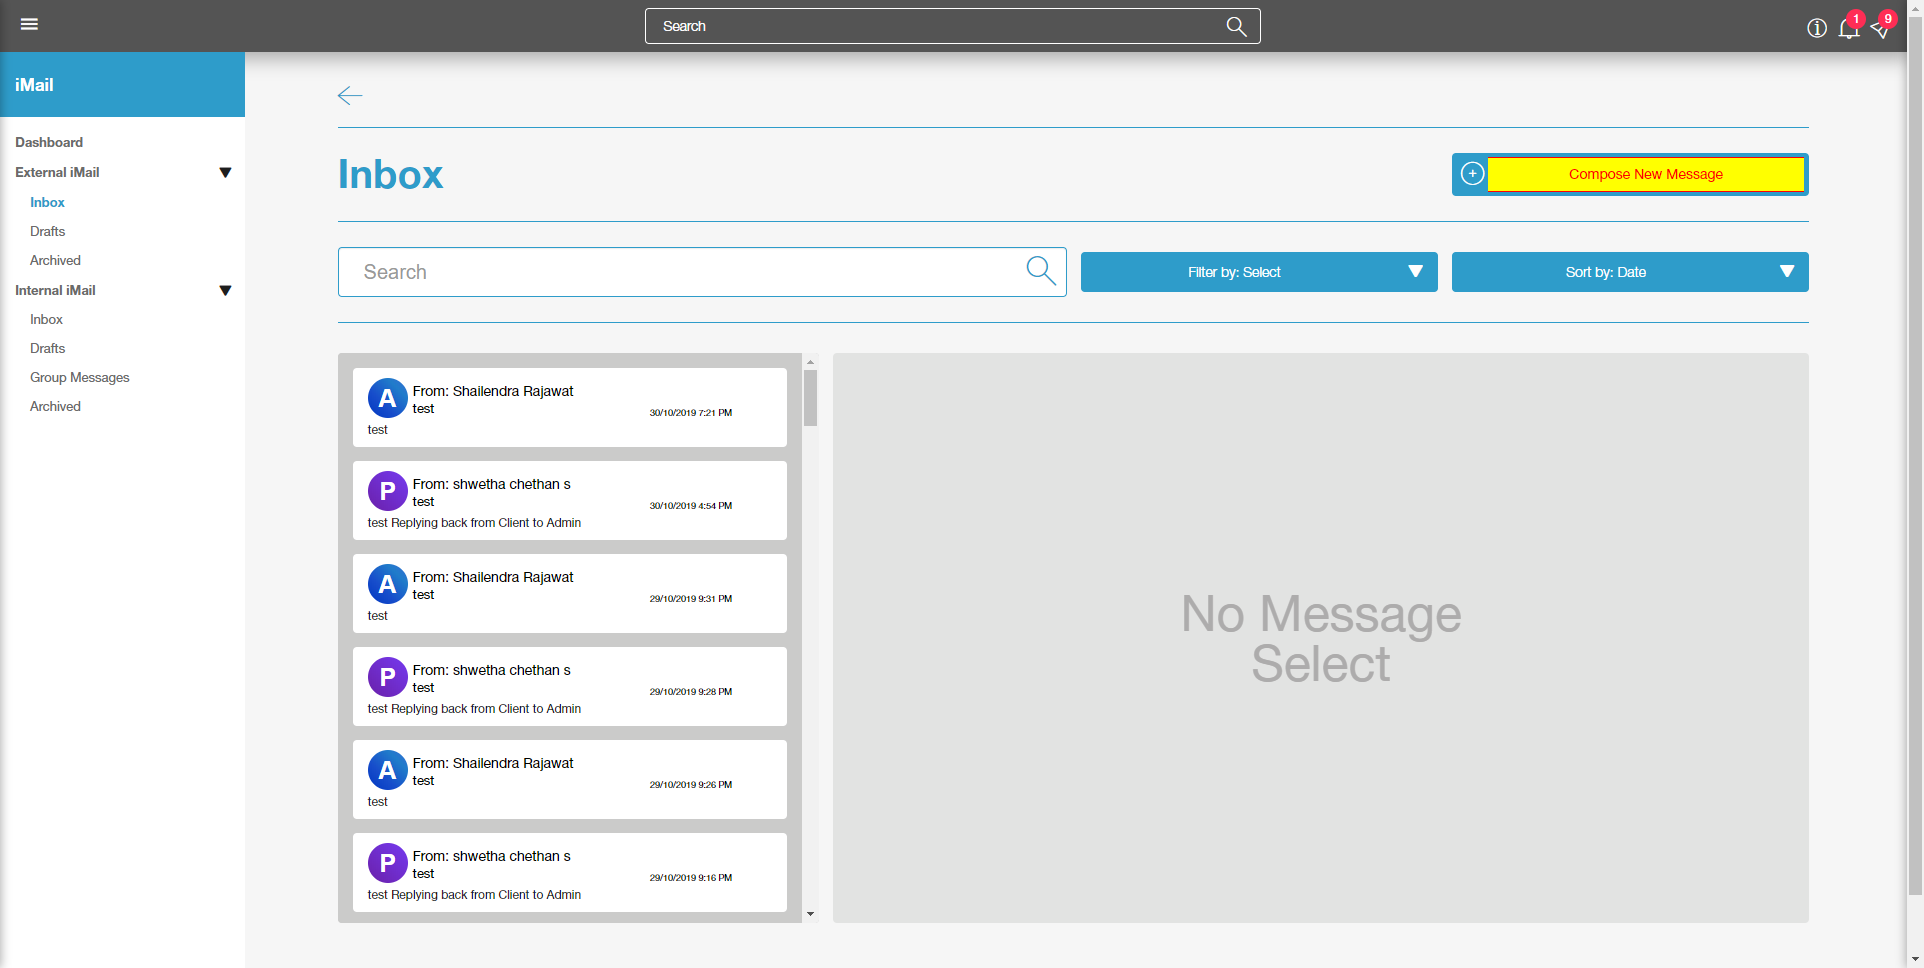 Search
1
9
iMail
Dashboard
External iMail
Inbox
Drafts
Archived
Internal iMail
Inbox
Drafts
Group Messages
Archived
Inbox
Compose New Message
Search
Filter by: Select
Sort by: Date
A
From: Shailendra Rajawat
test
30/10/2019 7:21 PM
test
P
From: shwetha chethan s
test
30/10/2019 4:54 PM
test Replying back from Client to Admin
A
From: Shailendra Rajawat
test
29/10/2019 9:31 PM
test
P
From: shwetha chethan s
test
29/10/2019 9:28 PM
test Replying back from Client to Admin
A
From: Shailendra Rajawat
test
29/10/2019 9:26 PM
test
P
From: shwetha chethan s
test
29/10/2019 9:16 PM
test Replying back from Client to Admin
No Message
Select